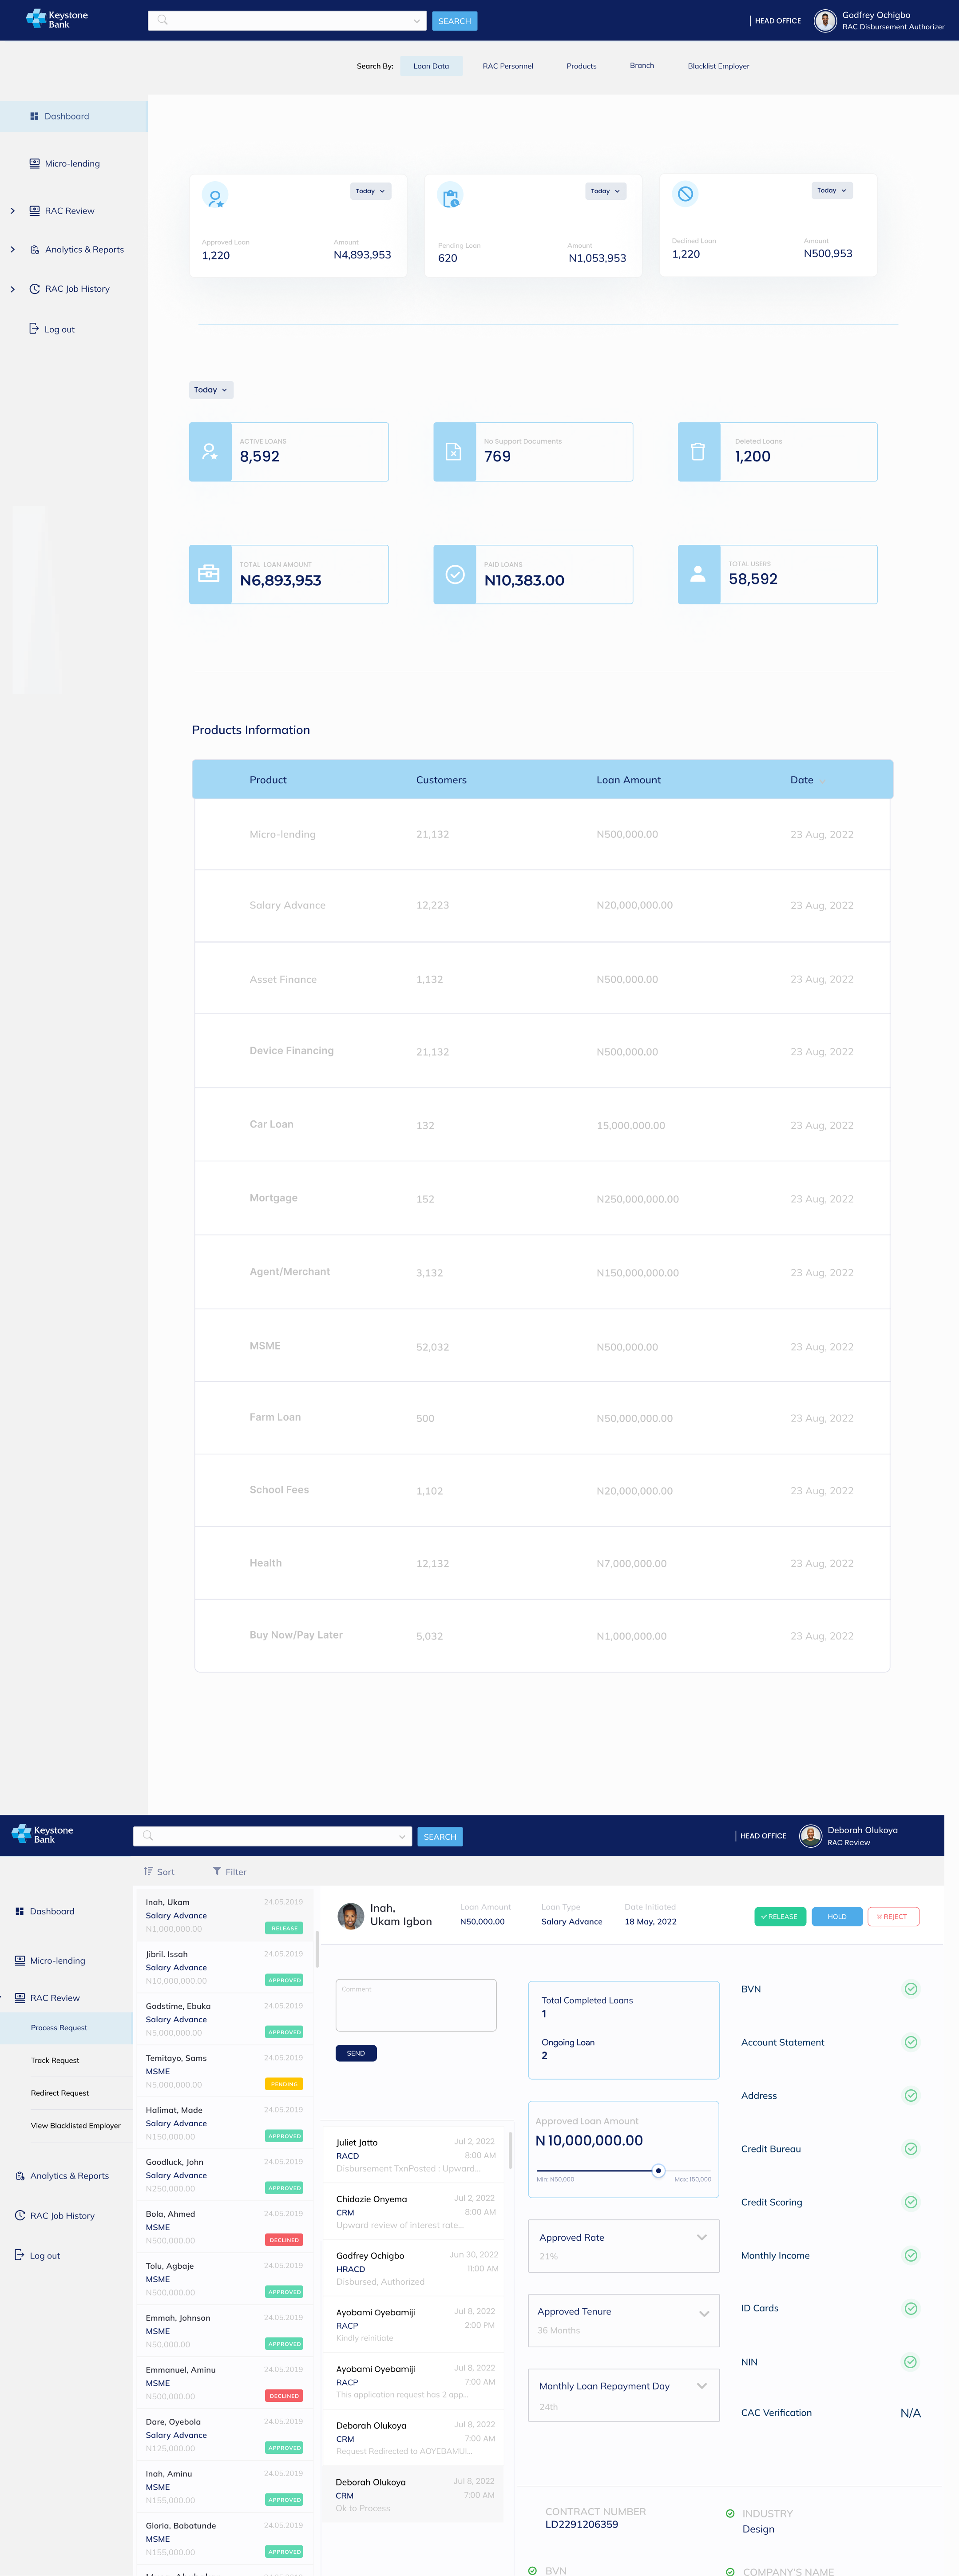 Keystone
Bank
SEARCH
HEAD OFFICE
Godfrey Ochigbo
RAC Disbursement Authorizer
Search By:
Loan Data
RAC Personnel
Products
Branch
Blacklist Employer
Dashboard
Micro-lending
RAC Review
Analytics & Reports
RAC Job History
Log out
Today
Approved Loan
Amount
1,220
N4,893,953
Today
Pending Loan
Amount
620
N1,053,953
Today
Declined Loan
Amount
1,220
N500,953
Today
ACTIVE LOANS
8,592
No Support Documents
769
Deleted Loans
1,200
TOTAL LOAN AMOUNT
N6,893,953
PAID LOANS
N10,383.00
TOTAL USERS
58,592
Products Information
Product Customers Loan Amount Date
Micro-lending 21,132 N500,000.00 23 Aug, 2022
Salary Advance 12,223 N20,000,000.00 23 Aug, 2022
Asset Finance 1,132 N500,000.00 23 Aug, 2022
Device Financing 21,132 N500,000.00 23 Aug, 2022
Car Loan 132 15,000,000.00 23 Aug, 2022
Mortgage 152 N250,000,000.00 23 Aug, 2022
Agent/Merchant 3,132 N150,000,000.00 23 Aug, 2022
MSME 52,032 N500,000.00 23 Aug, 2022
Farm Loan 500 N50,000,000.00 23 Aug, 2022
School Fees 1,102 N20,000,000.00 23 Aug, 2022
Health 12,132 N7,000,000.00 23 Aug, 2022
Buy Now/Pay Later 5,032 N1,000,000.00 23 Aug, 2022
Keystone
Bank
SEARCH
HEAD OFFICE
Deborah Olukoya
RAC Review
Sort
Filter
Dashboard
Micro-lending
RAC Review
Process Request
Track Request
Redirect Request
View Blacklisted Employer
Analytics & Reports
RAC Job History
Log out
Inah, Ukam 24.05.2019
Salary Advance
N1,000,000.00 RELEASE
Jibril. Issah 24.05.2019
Salary Advance
N10,000,000.00 APPROVED
Godstime, Ebuka 24.05.2019
Salary Advance
N5,000,000.00 APPROVED
Temitayo, Sams 24.05.2019
MSME
N5,000,000.00 PENDING
Halimat, Made 24.05.2019
Salary Advance
N150,000.00 APPROVED
Goodluck, John 24.05.2019
Salary Advance
N250,000.00 APPROVED
Bola, Ahmed 24.05.2019
MSME
N500,000.00 DECLINED
Tolu, Agbaje 24.05.2019
MSME
N500,000.00 APPROVED
Emmah, Johnson 24.05.2019
MSME
N50,000.00 APPROVED
Emmanuel, Aminu 24.05.2019
MSME
N500,000.00 DECLINED
Dare, Oyebola 24.05.2019
Salary Advance
N125,000.00 APPROVED
Inah, Aminu 24.05.2019
MSME
N155,000.00 APPROVED
Gloria, Babatunde 24.05.2019
MSME
N155,000.00 APPROVED
Inah,
Ukam Igbon
Loan Amount
N50,000.00
Loan Type
Salary Advance
Date Initiated
18 May, 2022
RELEASE
HOLD
REJECT
Comment
SEND
Juliet Jatto Jul 2, 2022
RACD 8:00 AM
Disbursement TxnPosted : Upward...
Chidozie Onyema Jul 2, 2022
CRM 8:00 AM
Upward review of interest rate...
Godfrey Ochigbo Jun 30, 2022
HRACD 11:00 AM
Disbursed, Authorized
Ayobami Oyebamiji Jul 8, 2022
RACP 2:00 PM
Kindly reinitiate
Ayobami Oyebamiji Jul 8, 2022
RACP 7:00 AM
This application request has 2 app...
Deborah Olukoya Jul 8, 2022
CRM 7:00 AM
Request Redirected to AOYEBAMIJI...
Deborah Olukoya Jul 8, 2022
CRM 7:00 AM
Ok to Process
Total Completed Loans
1
Ongoing Loan
2
Approved Loan Amount
N10,000,000.00
Min: N50,000 Max: 150,000
Approved Rate
21%
Approved Tenure
36 Months
Monthly Loan Repayment Day
24th
BVN
Account Statement
Address
Credit Bureau
Credit Scoring
Monthly Income
ID Cards
NIN
CAC Verification N/A
CONTRACT NUMBER
LD2291206359
INDUSTRY
Design
BVN
COMPANY'S NAME